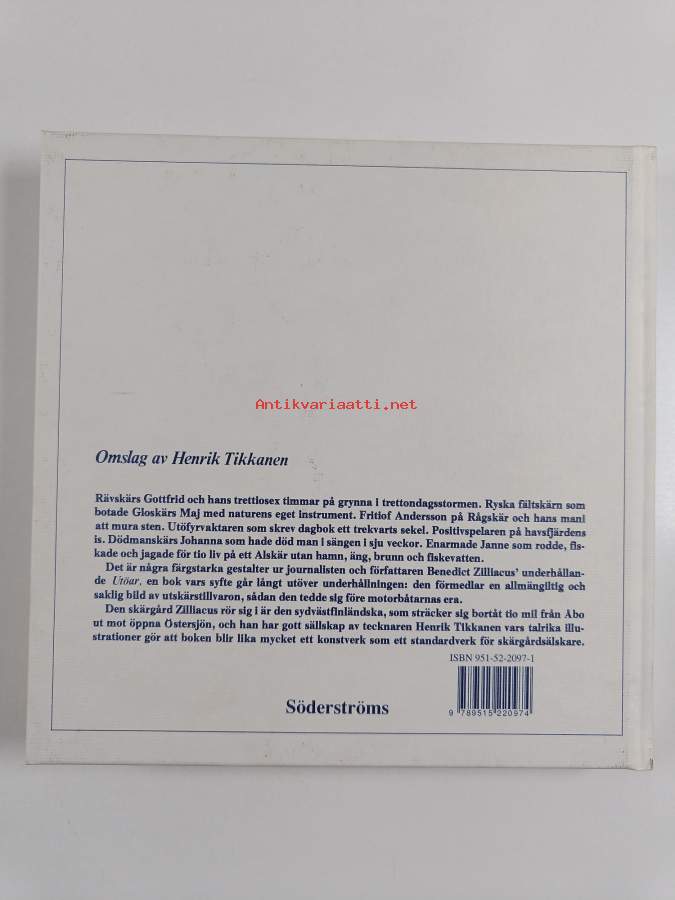 Antikvariaatti.net
Omslag av Henrik Tikkanen
Rävskärs Gottfrid och hans trettiosex timmar på grynna i trettondagsstormen. Ryska fältskärn som
botade Gloskärs Maj med naturens eget instrument. Fritiof Andersson på Rågskär och hans mani
att mura sten. Utöfyrvaktaren som skrev dagbok ett trekvarts sekel. Positivspelaren på havsfjärdens
is. Dödmanskärs Johanna som hade död man i sängen i sju veckor. Enarmade Janne som rodde, fis-
kade och jagade för tio liv på ett Alskär utan hamn, äng, brunn och fiskevatten.
Det är några färgstarka gestalter ur journalisten och författaren Benedict Zilliacus' underhållan-
de Utöar, en bok vars syfte går långt utöver underhållningen: den förmedlar en allmängiltig och
saklig bild av utskärstillvaron, sådan den tedde sig före motorbåtarnas era.
Den skärgård Zilliacus rör sig i är den sydvästfinländska, som sträcker sig bortåt tio mil från Åbo
ut mot öppna Östersjön, och han har gott sällskap av tecknaren Henrik Tikkanen vars talrika illu-
strationer gör att boken blir lika mycket ett konstverk som ett standardverk för skärgårdsälskare.
ISBN 951-52-2097-1
Söderströms
9 789515 220974